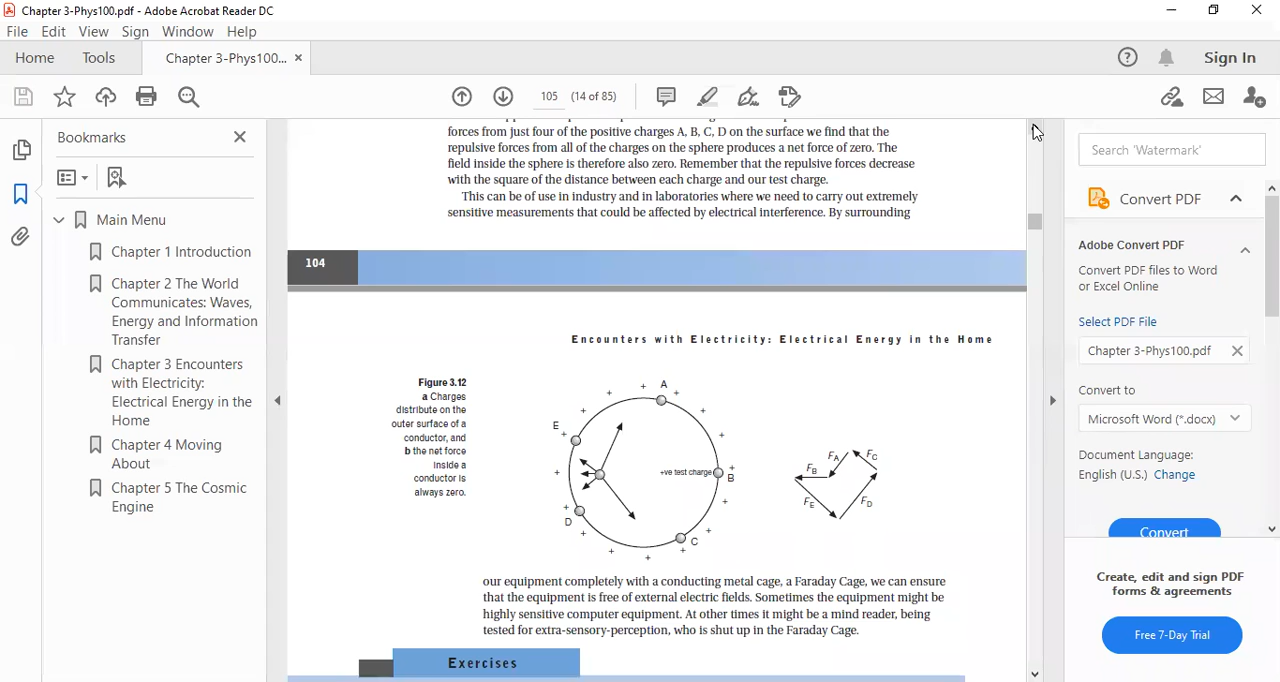 Chapter 3-Phys100.pdf - Adobe Acrobat Reader DC
File Edit View Sign Window Help
Home Tools Chapter 3-Phys100... × Sign In
105 (14 of 85)
Bookmarks
Main Menu
Chapter 1 Introduction
Chapter 2 The World
Communicates: Waves,
Energy and Information
Transfer
Chapter 3 Encounters
with Electricity:
Electrical Energy in the
Home
Chapter 4 Moving
About
Chapter 5 The Cosmic
Engine
forces from just four of the positive charges A, B, C, D on the surface we find that the
repulsive forces from all of the charges on the sphere produces a net force of zero. The
field inside the sphere is therefore also zero. Remember that the repulsive forces decrease
with the square of the distance between each charge and our test charge.
This can be of use in industry and in laboratories where we need to carry out extremely
sensitive measurements that could be affected by electrical interference. By surrounding
104
Encounters with Electricity: Electrical Energy in the Home
Figure 3.12
a Charges
distribute on the
outer surface of a
conductor, and
b the net force
inside a
conductor is
always zero.
A
E
+ve test charge
B
D
C
FA
FC
FB
FE
FD
our equipment completely with a conducting metal cage, a Faraday Cage, we can ensure
that the equipment is free of external electric fields. Sometimes the equipment might be
highly sensitive computer equipment. At other times it might be a mind reader, being
tested for extra-sensory-perception, who is shut up in the Faraday Cage.
Exercises
Search 'Watermark'
Convert PDF
Adobe Convert PDF
Convert PDF files to Word
or Excel Online
Select PDF File
Chapter 3-Phys100.pdf
Convert to
Microsoft Word (*.docx)
Document Language:
English (U.S.) Change
Convert
Create, edit and sign PDF
forms & agreements
Free 7-Day Trial